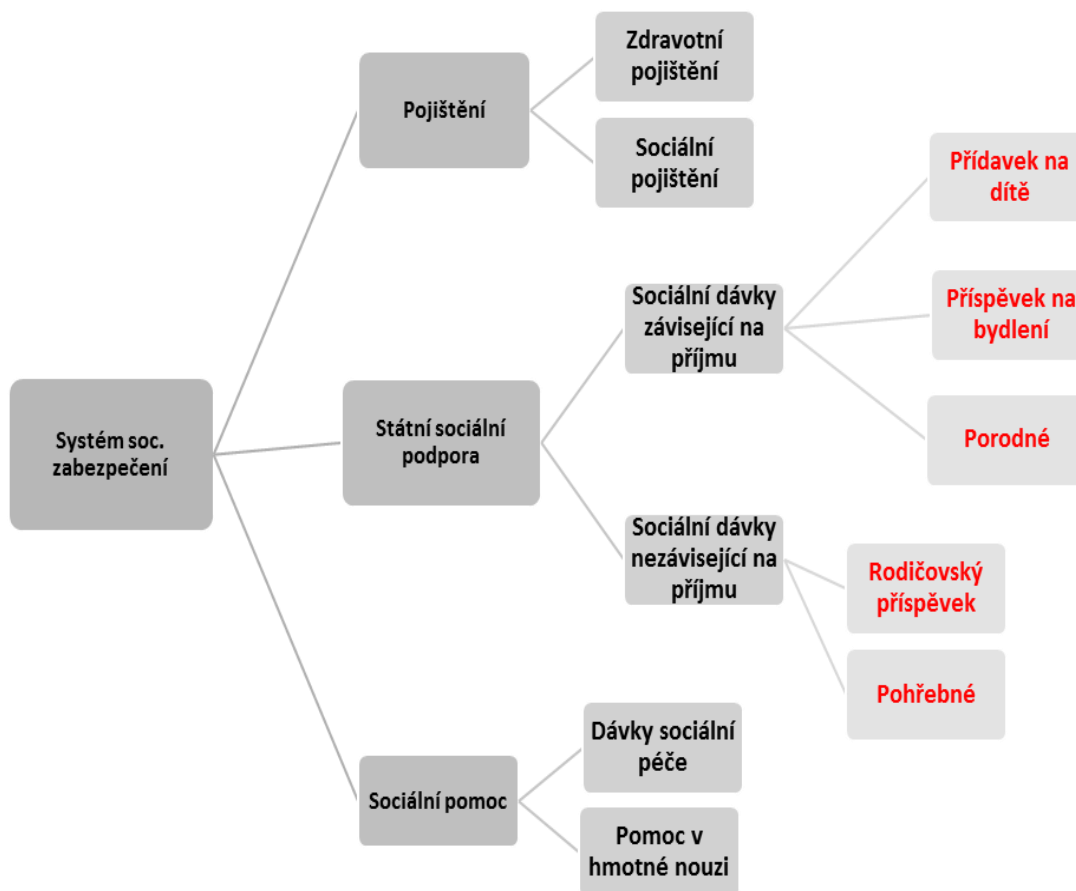 Systém soc.
zabezpečení
Pojištění
Zdravotní
pojištění
Sociální
pojištění
Státní sociální
podpora
Sociální dávky
závisející na
příjmu
Přídavek na
dítě
Příspěvek na
bydlení
Porodné
Sociální dávky
nezávisející na
příjmu
Rodičovský
příspěvek
Pohřebné
Sociální pomoc
Dávky sociální
péče
Pomoc v
hmotné nouzi